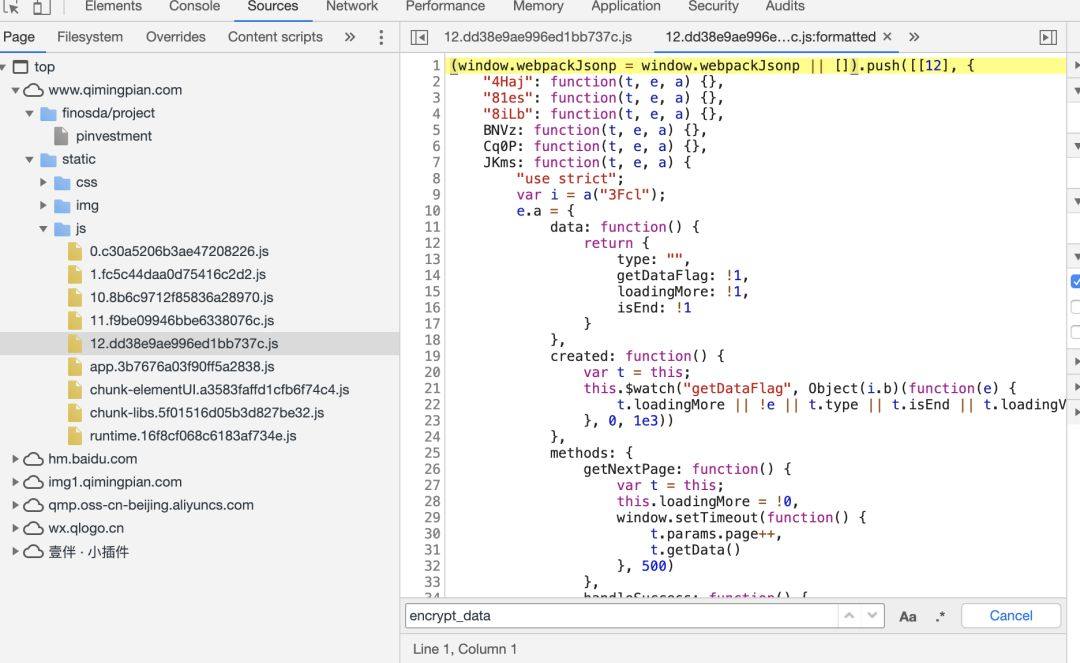 Elements Console Sources Network Performance Memory Application Security Audits
Page Filesystem Overrides Content scripts »
12.dd38e9ae996ed1bb737c.js 12.dd38e9ae996e...c.js:formatted × »
top
www.qimingpian.com
finosda/project
pinvestment
static
css
img
js
0.c30a5206b3ae47208226.js
1.fc5c44daa0d75416c2d2.js
10.8b6c9712f85836a28970.js
11.f9be09946bbe6338076c.js
12.dd38e9ae996ed1bb737c.js
app.3b7676a03f90ff5a2838.js
chunk-elementUI.a3583faffd1cfb6f74c4.js
chunk-libs.5f01516d05b3d827be32.js
runtime.16f8cf068c6183af734e.js
hm.baidu.com
img1.qimingpian.com
qmp.oss-cn-beijing.aliyuncs.com
wx.qlogo.cn
壹伴 · 小插件
1 (window.webpackJsonp = window.webpackJsonp || []).push([[12], {
2 "4Haj": function(t, e, a) {},
3 "81es": function(t, e, a) {},
4 "8iLb": function(t, e, a) {},
5 BNVz: function(t, e, a) {},
6 Cq0P: function(t, e, a) {},
7 JKms: function(t, e, a) {
8 "use strict";
9 var i = a("3Fcl");
10 e.a = {
11 data: function() {
12 return {
13 type: "",
14 getDataFlag: !1,
15 loadingMore: !1,
16 isEnd: !1
17 }
18 },
19 created: function() {
20 var t = this;
21 this.$watch("getDataFlag", Object(i.b)(function(e) {
22 t.loadingMore || !e || t.type || t.isEnd || t.loadingV
23 }, 0, 1e3))
24 },
25 methods: {
26 getNextPage: function() {
27 var t = this;
28 this.loadingMore = !0,
29 window.setTimeout(function() {
30 t.params.page++,
31 t.getData()
32 }, 500)
33 },
34 handleSuccess: function() {
encrypt_data Aa .* Cancel
Line 1, Column 1